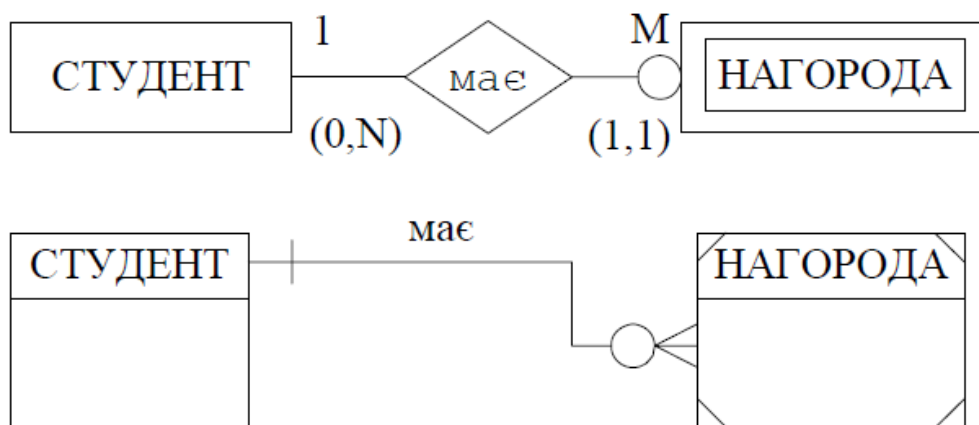 1 М
СТУДЕНТ має НАГОРОДА
(0,N) (1,1)
має
СТУДЕНТ НАГОРОДА